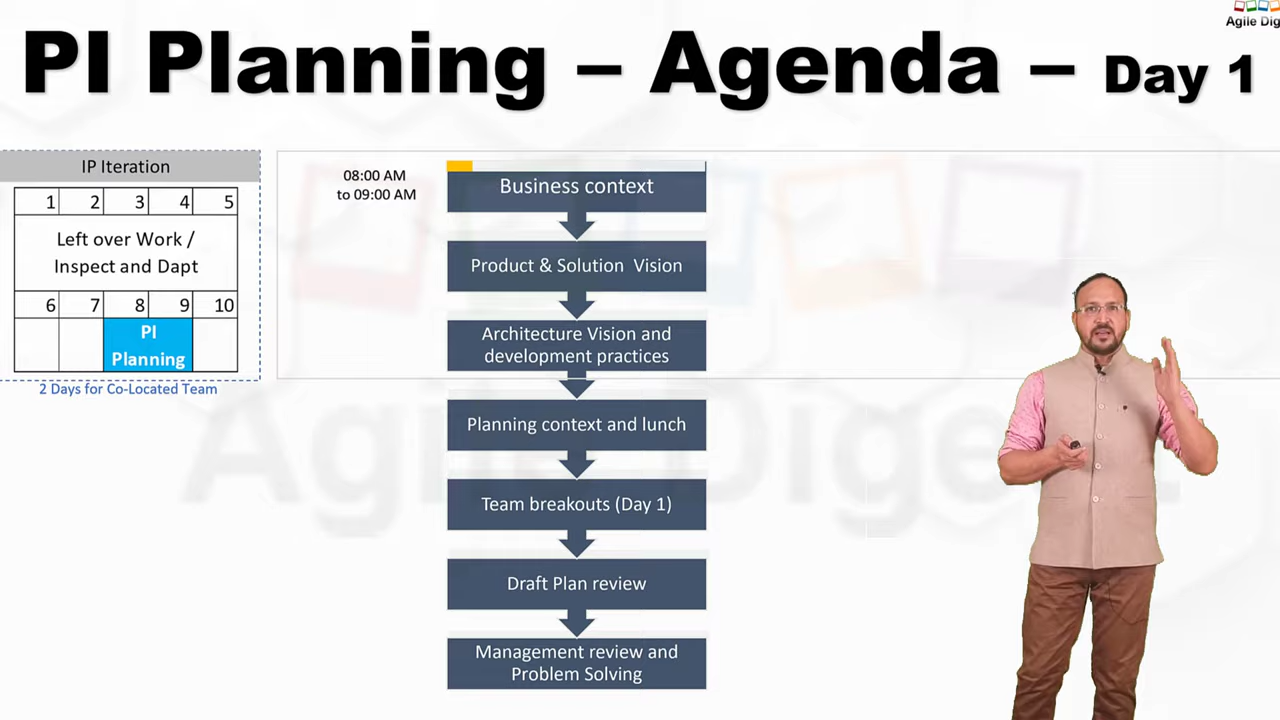 Agile Dig
PI Planning – Agenda – Day 1
IP Iteration
1 2 3 4 5
Left over Work /
Inspect and Dapt
6 7 8 9 10
PI
Planning
2 Days for Co-Located Team
08:00 AM
to 09:00 AM
Business context
Product & Solution Vision
Architecture Vision and
development practices
Planning context and lunch
Team breakouts (Day 1)
Draft Plan review
Management review and
Problem Solving
Agile Digest